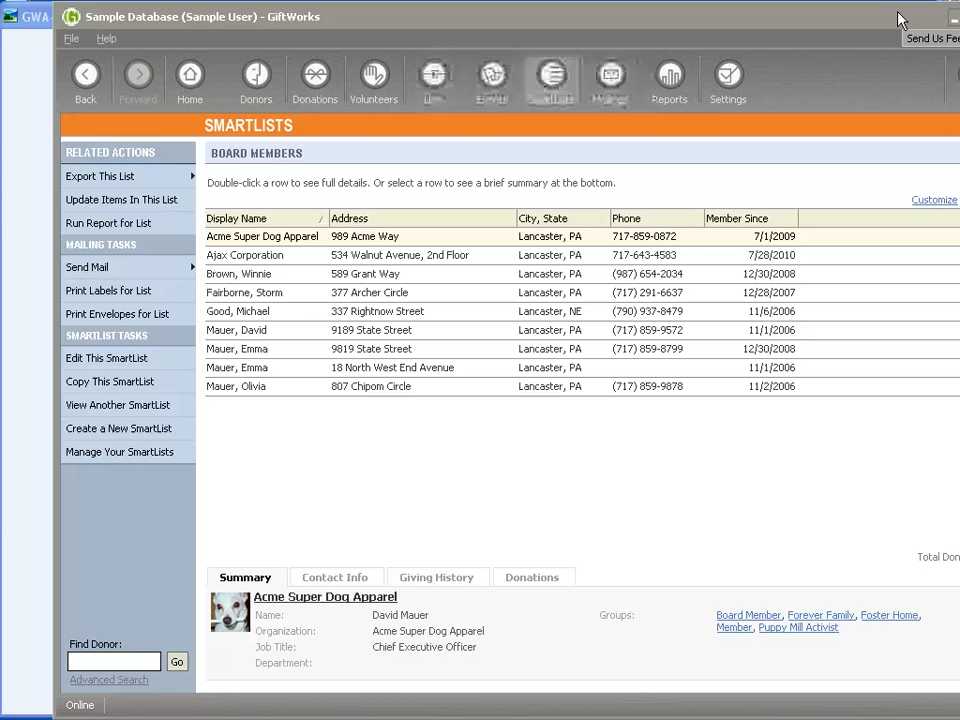 GWA-
Sample Database (Sample User) - GiftWorks
File Help
Send Us Fee
Back Forward Home Donors Donations Volunteers Reports Settings
SMARTLISTS
RELATED ACTIONS
Export This List
Update Items In This List
Run Report for List
MAILING TASKS
Send Mail
Print Labels for List
Print Envelopes for List
SMARTLIST TASKS
Edit This SmartList
Copy This SmartList
View Another SmartList
Create a New SmartList
Manage Your SmartLists
Find Donor:
Go
Advanced Search
BOARD MEMBERS
Double-click a row to see full details. Or select a row to see a brief summary at the bottom.
Customize
Display Name Address City, State Phone Member Since
Acme Super Dog Apparel 989 Acme Way Lancaster, PA 717-859-0872 7/1/2009
Ajax Corporation 534 Walnut Avenue, 2nd Floor Lancaster, PA 717-643-4583 7/28/2010
Brown, Winnie 589 Grant Way Lancaster, PA (987) 654-2034 12/30/2008
Fairborne, Storm 377 Archer Circle Lancaster, PA (717) 291-6637 12/28/2007
Good, Michael 337 Rightnow Street Lancaster, NE (790) 937-8479 11/6/2006
Mauer, David 9189 State Street Lancaster, PA (717) 859-9572 11/1/2006
Mauer, Emma 9819 State Street Lancaster, PA (717) 859-8799 12/30/2008
Mauer, Emma 18 North West End Avenue Lancaster, PA 11/1/2006
Mauer, Olivia 807 Chipom Circle Lancaster, PA (717) 859-9878 11/2/2006
Total Don
Summary Contact Info Giving History Donations
Acme Super Dog Apparel
Name: David Mauer
Organization: Acme Super Dog Apparel
Job Title: Chief Executive Officer
Department:
Groups: Board Member, Forever Family, Foster Home,
Member, Puppy Mill Activist
Online